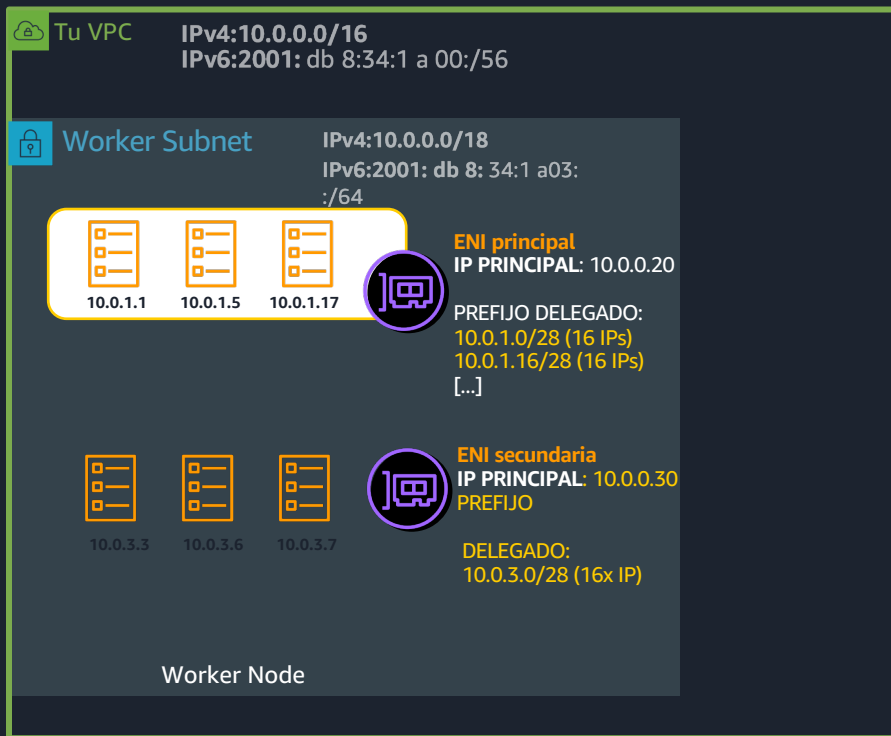 Tu VPC
IPv4:10.0.0.0/16
IPv6:2001: db 8:34:1 a 00:/56
Worker Subnet
IPv4:10.0.0.0/18
IPv6:2001: db 8: 34:1 a03:
:/64
10.0.1.1 10.0.1.5 10.0.1.17
ENI principal
IP PRINCIPAL: 10.0.0.20
PREFIJO DELEGADO:
10.0.1.0/28 (16 IPs)
10.0.1.16/28 (16 IPs)
[...]
10.0.3.3 10.0.3.6 10.0.3.7
ENI secundaria
IP PRINCIPAL: 10.0.0.30
PREFIJO
DELEGADO:
10.0.3.0/28 (16x IP)
Worker Node